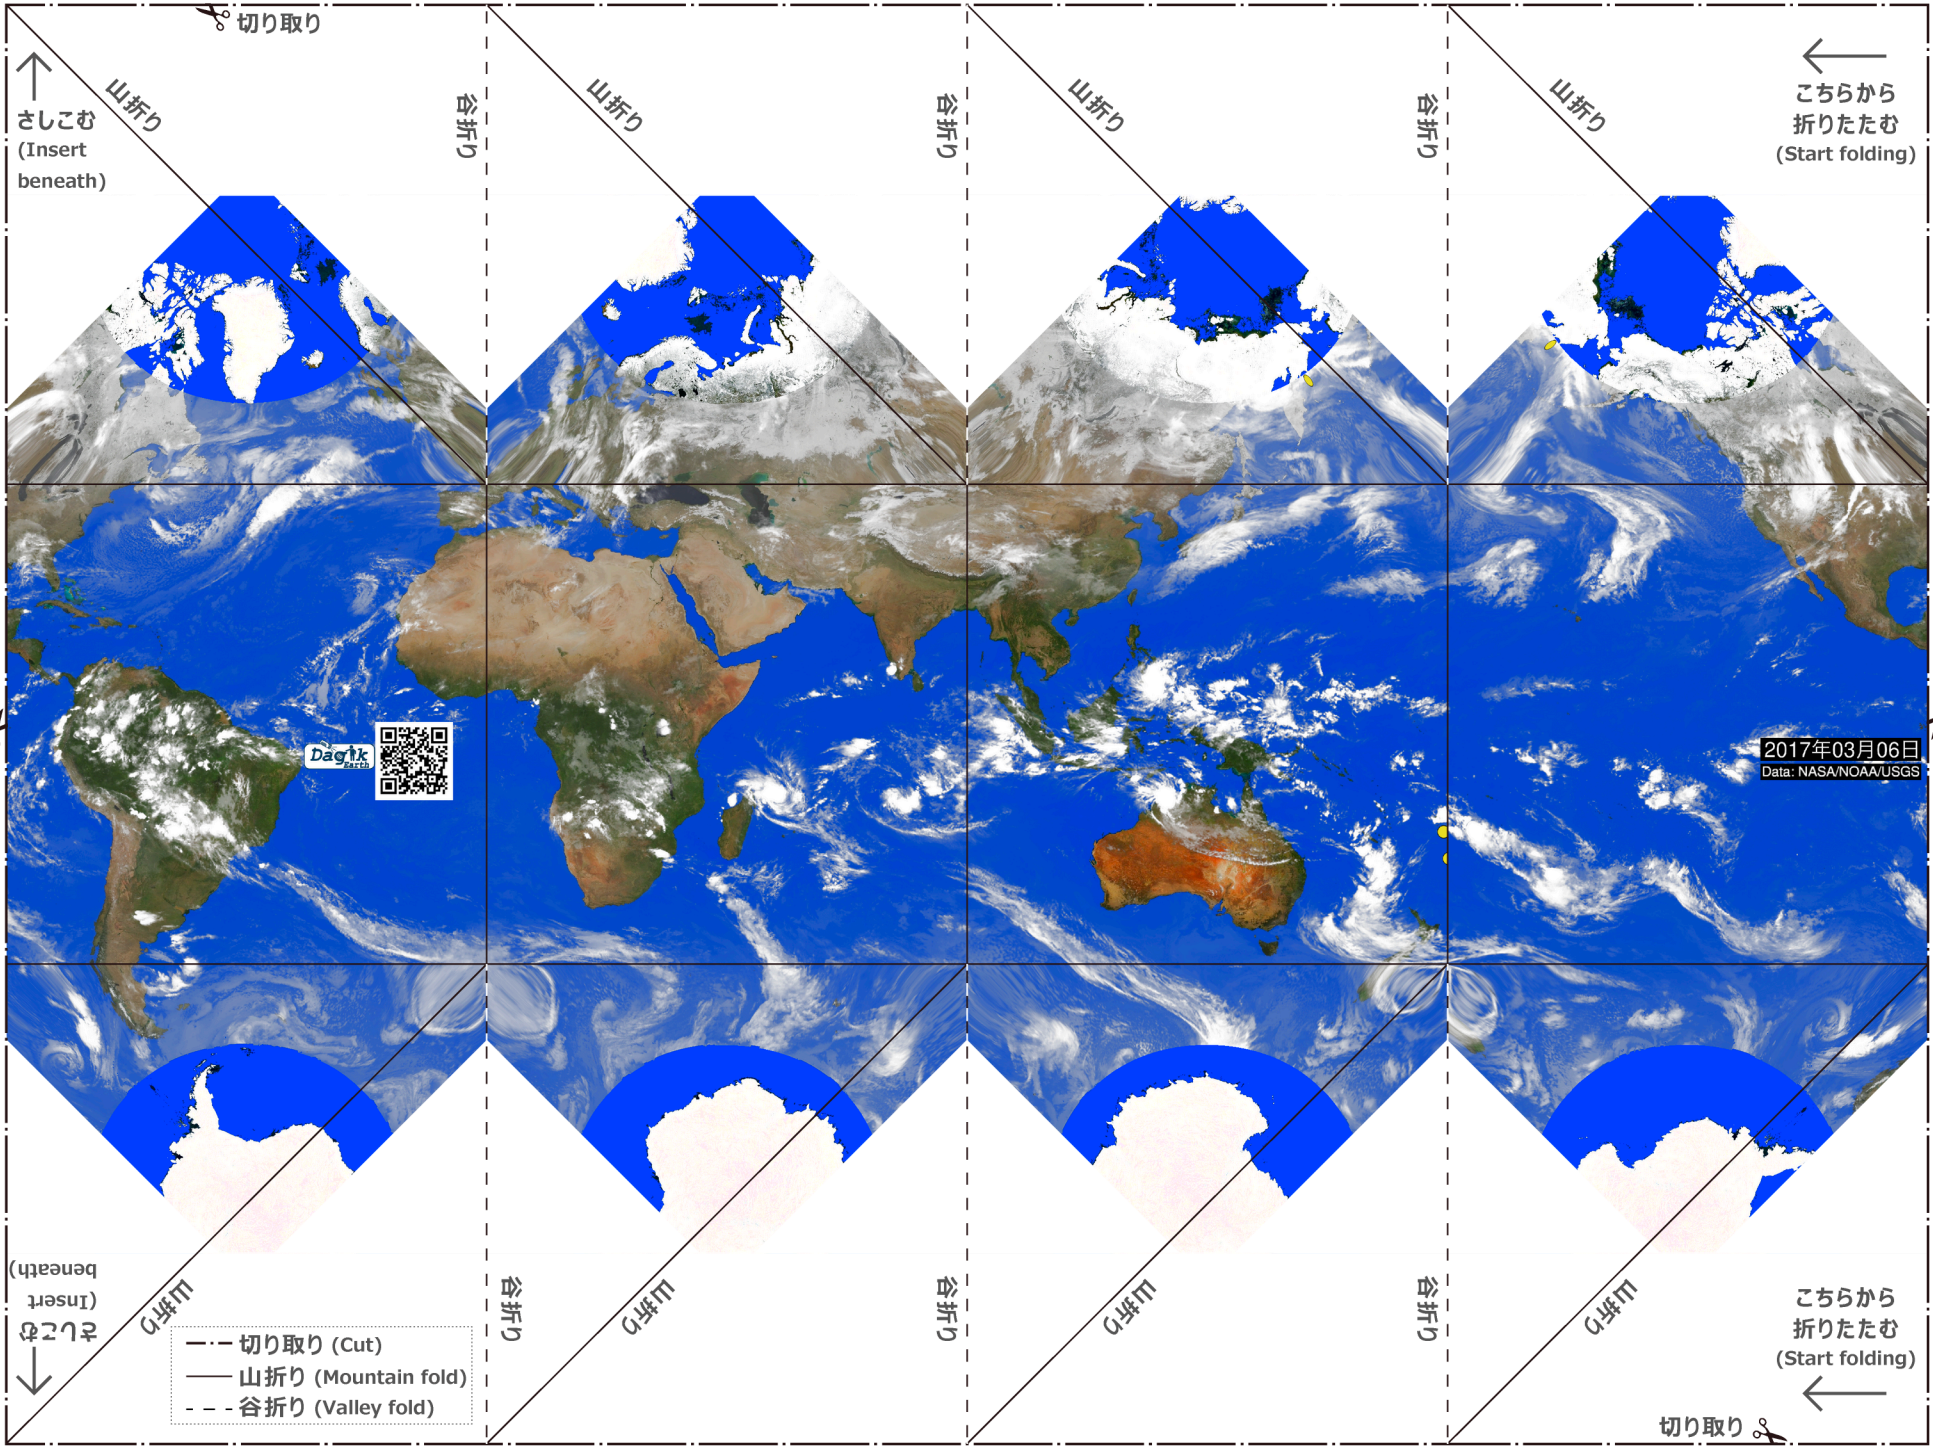 切り取り
山折り
谷折り
山折り
谷折り
山折り
谷折り
山折り
こちらから
折りたたむ
(Start folding)
さしこむ
(Insert
beneath)
Dagik
Earth
2017年03月06日
Data: NASA/NOAA/USGS
さしこむ
(Insert
beneath)
山折り
谷折り
山折り
谷折り
山折り
谷折り
山折り
こちらから
折りたたむ
(Start folding)
切り取り (Cut)
山折り (Mountain fold)
谷折り (Valley fold)
切り取り